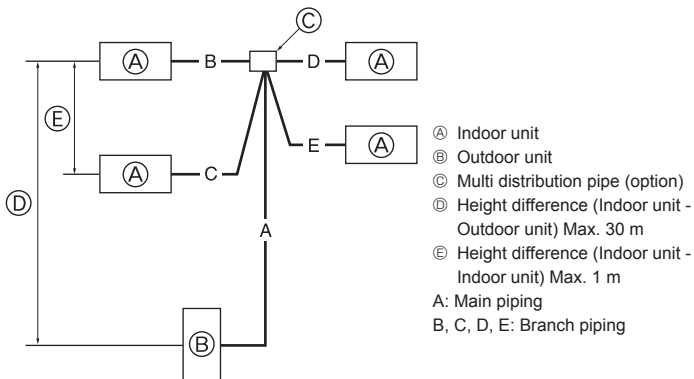 Ⓒ
Ⓐ B D Ⓐ
Ⓔ
Ⓐ C E Ⓐ
Ⓓ
A
Ⓑ
Ⓐ Indoor unit
Ⓑ Outdoor unit
Ⓒ Multi distribution pipe (option)
Ⓓ Height difference (Indoor unit -
Outdoor unit) Max. 30 m
Ⓔ Height difference (Indoor unit -
Indoor unit) Max. 1 m
A: Main piping
B, C, D, E: Branch piping